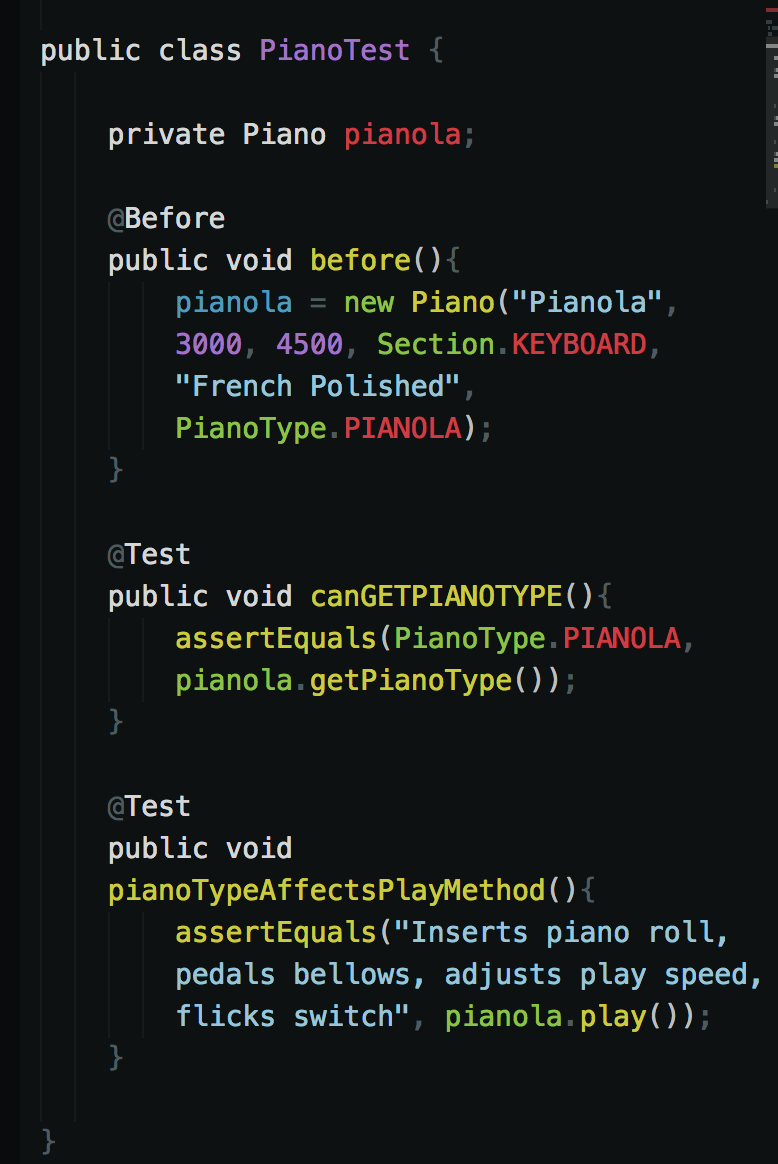 public class PianoTest {
private Piano pianola;
@Before
public void before(){
pianola = new Piano("Pianola",
3000, 4500, Section.KEYBOARD,
"French Polished",
PianoType.PIANOLA);
}
@Test
public void canGETPIANOTYPE(){
assertEquals(PianoType.PIANOLA,
pianola.getPianoType());
}
@Test
public void
pianoTypeAffectsPlayMethod(){
assertEquals("Inserts piano roll,
pedals bellows, adjusts play speed,
flicks switch", pianola.play());
}
}